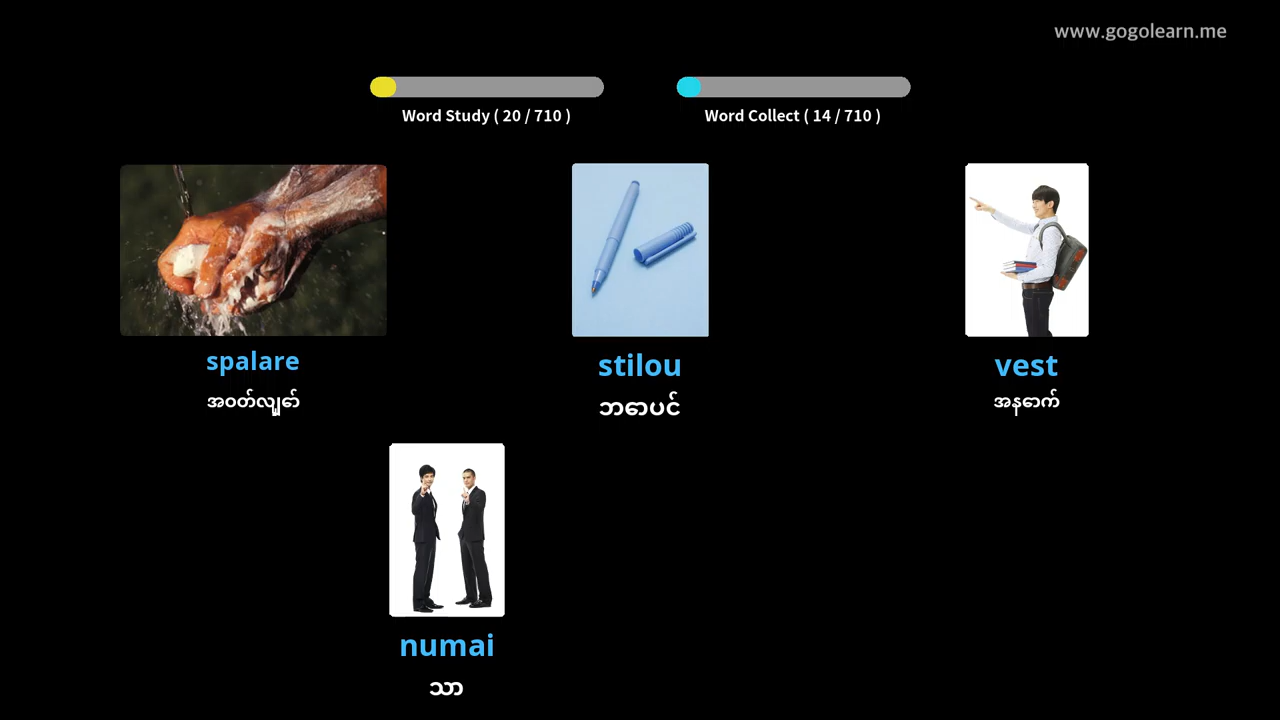 www.gogolearn.me
Word Study ( 20 / 710 )
Word Collect ( 14 / 710 )
spalare
အဝတ်လျှော်
stilou
ဘောပင်
vest
အနောက်
numai
သာ